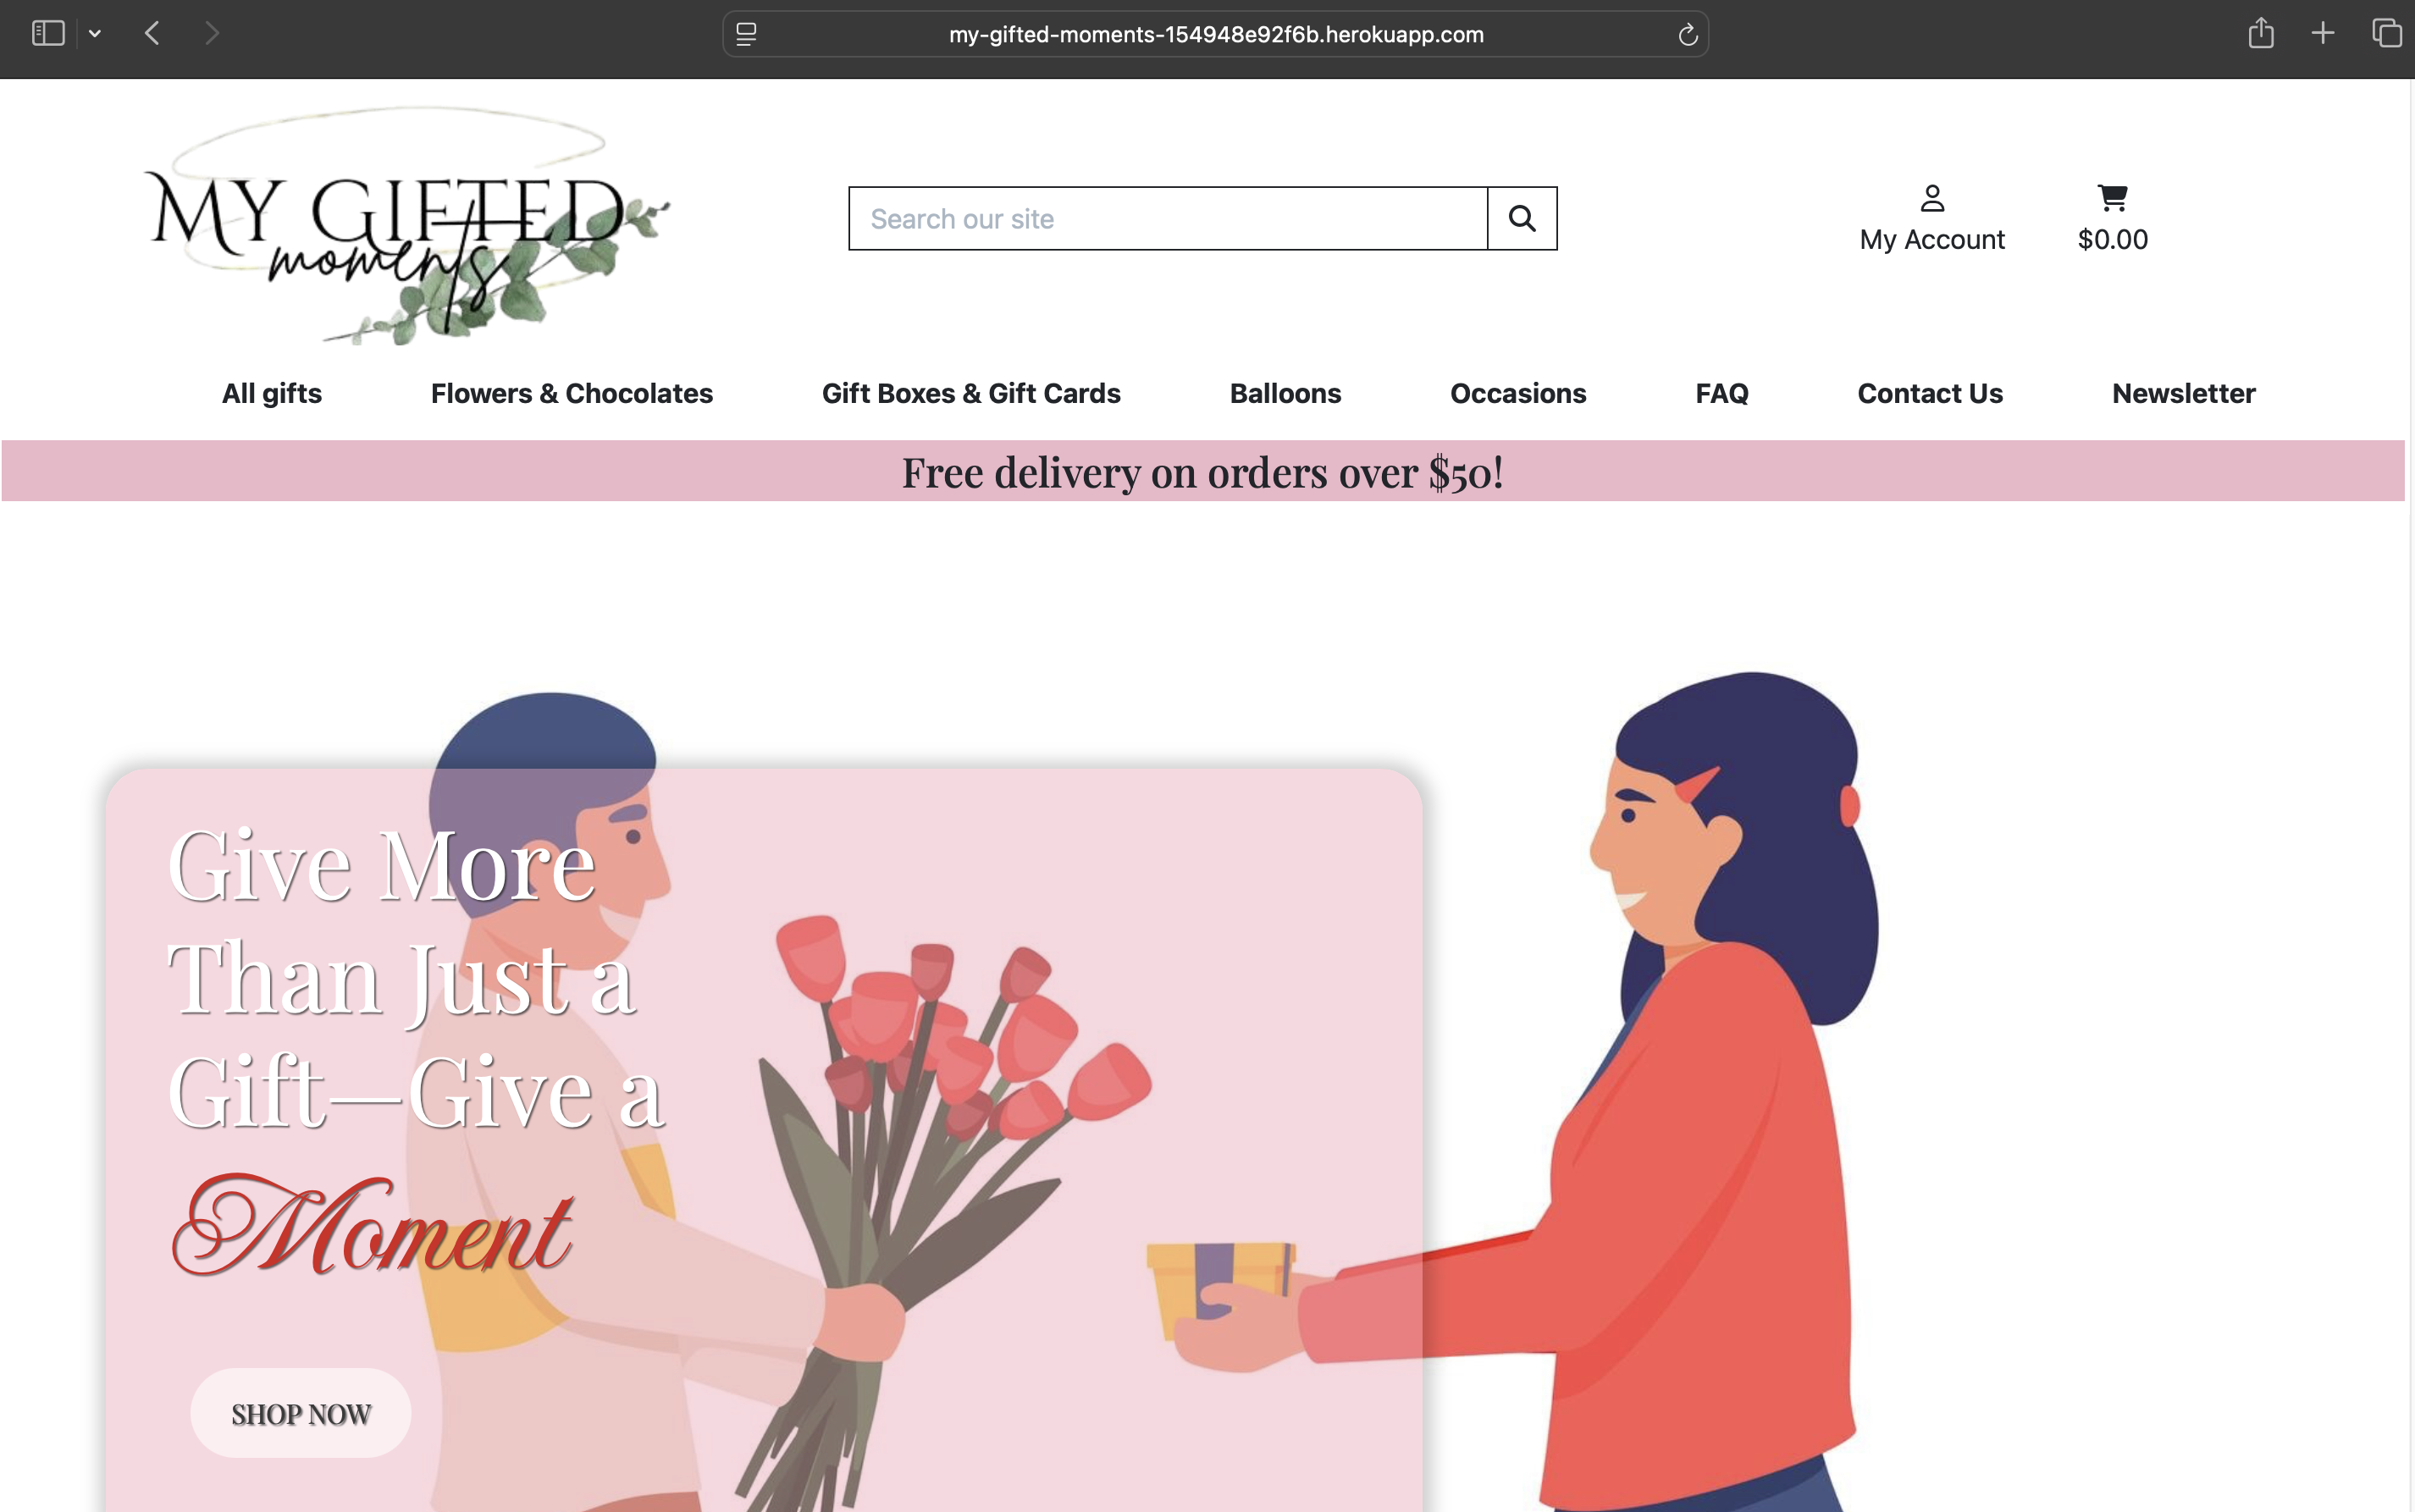 my-gifted-moments-154948e92f6b.herokuapp.com
MY GIFTED
moments
Search our site
My Account
$0.00
All gifts
Flowers & Chocolates
Gift Boxes & Gift Cards
Balloons
Occasions
FAQ
Contact Us
Newsletter
Free delivery on orders over $50!
Give More
Than Just a
Gift—Give a
Moment
SHOP NOW